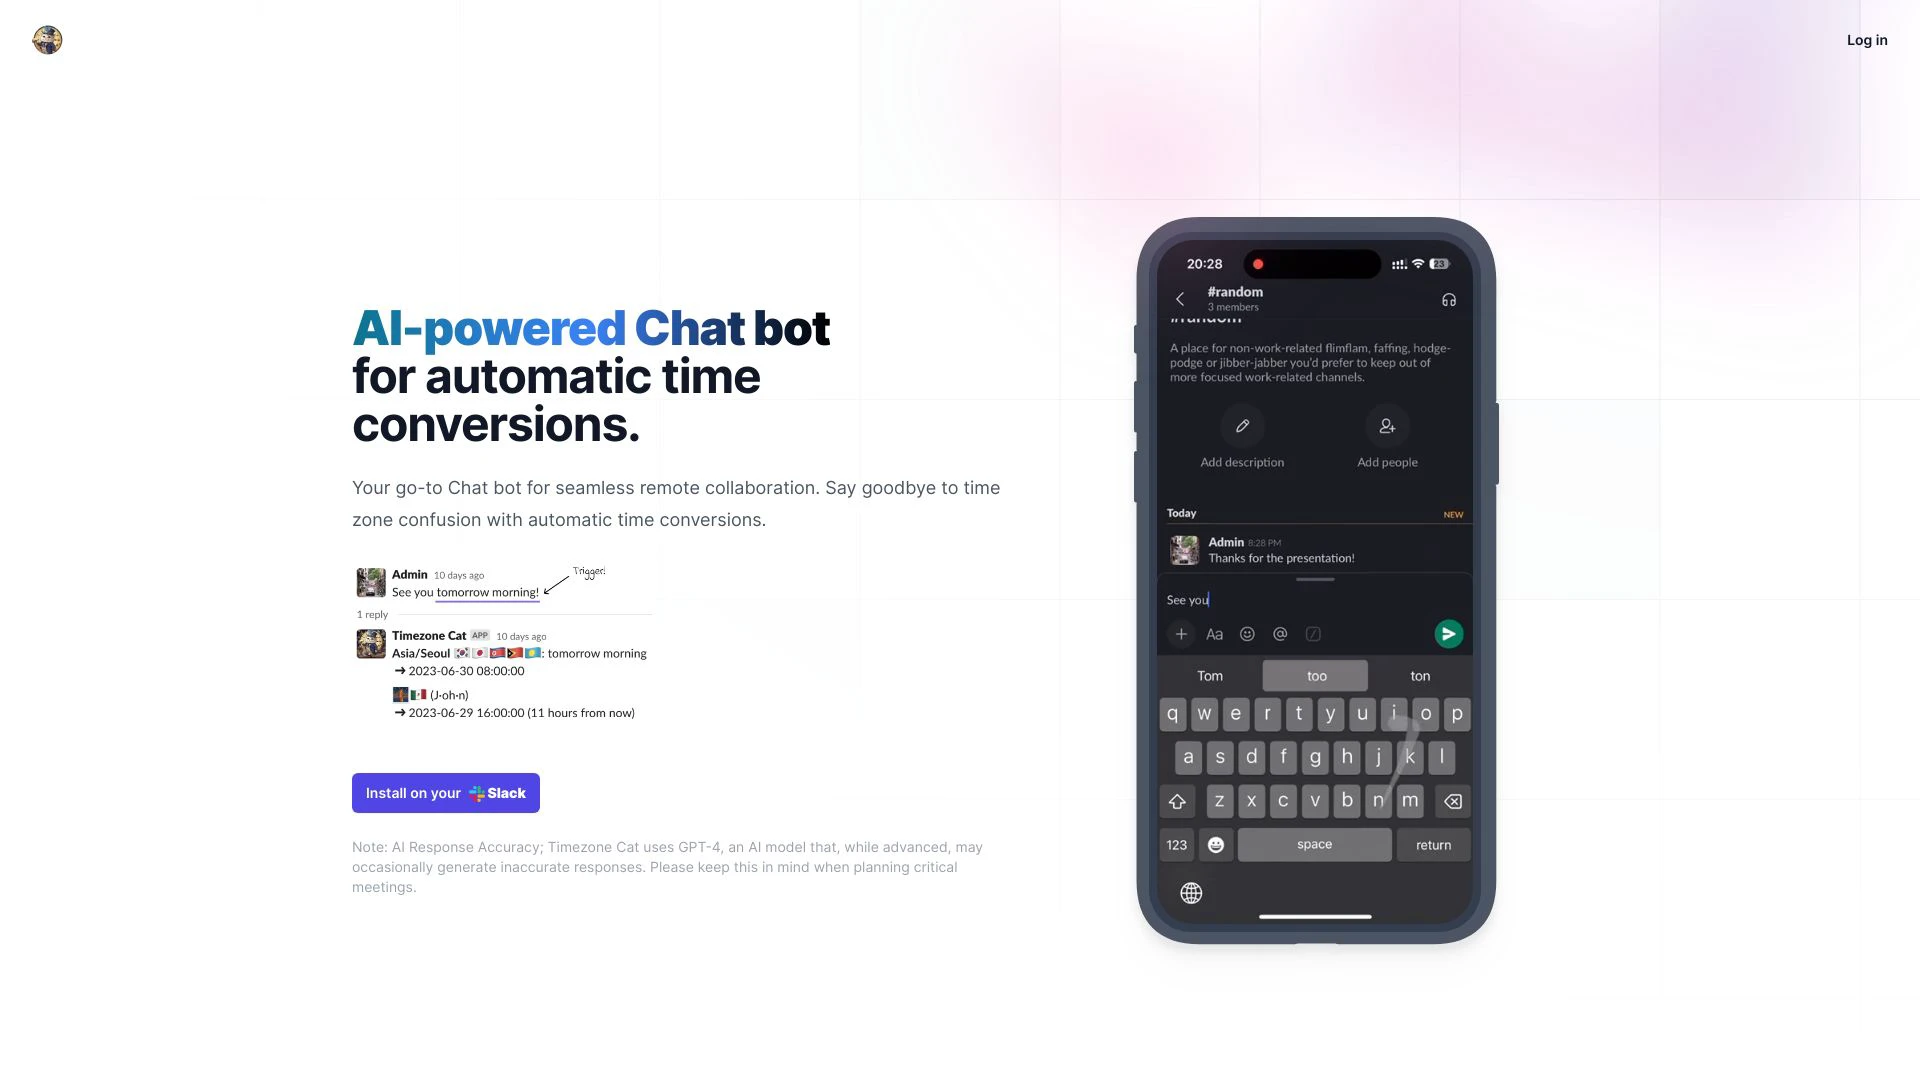 Log in
AI-powered Chat bot
for automatic time
conversions.
Your go-to Chat bot for seamless remote collaboration. Say goodbye to time
zone confusion with automatic time conversions.
Admin 10 days ago
Trigger!
See you tomorrow morning!
1 reply
Timezone Cat APP 10 days ago
Asia/Seoul 🇰🇷🇯🇵🇰🇵🇹🇱🇵🇼: tomorrow morning
→ 2023-06-30 08:00:00
🇲🇽 (J·oh·n)
→ 2023-06-29 16:00:00 (11 hours from now)
Install on your Slack
Note: AI Response Accuracy; Timezone Cat uses GPT-4, an AI model that, while advanced, may
occasionally generate inaccurate responses. Please keep this in mind when planning critical
meetings.
20:28
23
#random
3 members
#random
A place for non-work-related flimflam, faffing, hodge-
podge or jibber-jabber you'd prefer to keep out of
more focused work-related channels.
Add description
Add people
Today
NEW
Admin 8:28 PM
Thanks for the presentation!
See you
Aa
@
Tom
too
ton
q w e r t y u i o p
a s d f g h j k l
z x c v b n m
123
space
return